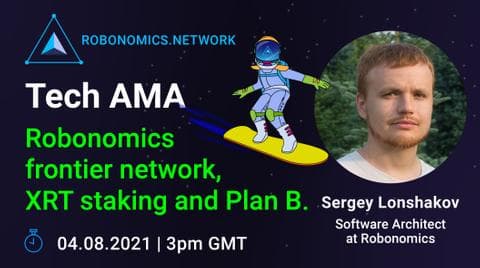 ROBONOMICS.NETWORK
Tech AMA
Robonomics
frontier network,
XRT staking and Plan B.
Sergey Lonshakov
Software Architect
at Robonomics
04.08.2021 | 3pm GMT